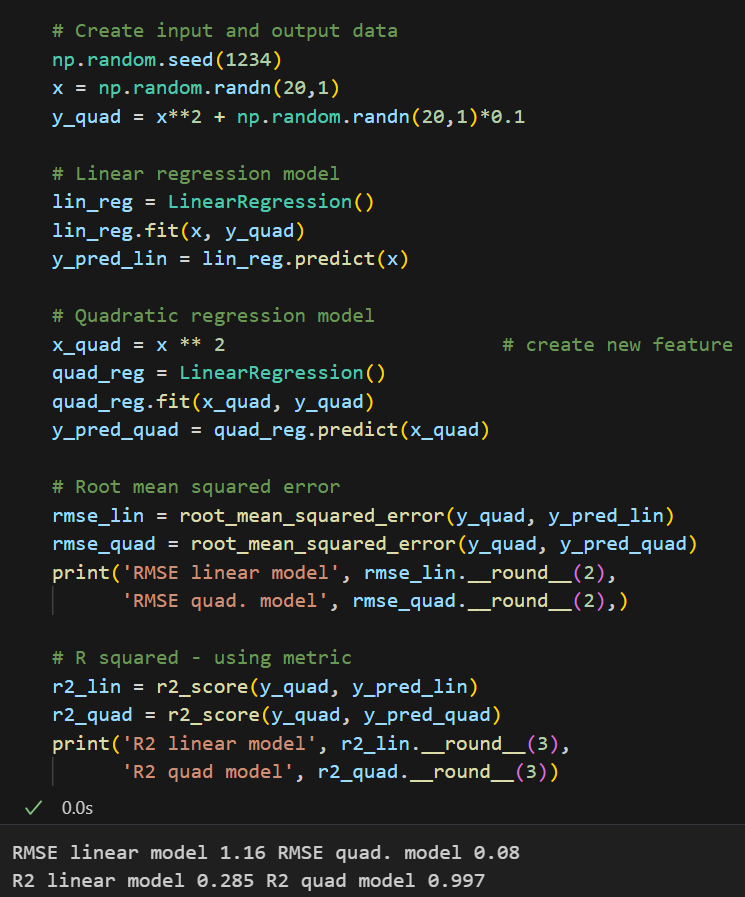 # Create input and output data
np.random.seed(1234)
x = np.random.randn(20,1)
y_quad = x**2 + np.random.randn(20,1)*0.1
# Linear regression model
lin_reg = LinearRegression()
lin_reg.fit(x, y_quad)
y_pred_lin = lin_reg.predict(x)
# Quadratic regression model
x_quad = x ** 2 # create new feature
quad_reg = LinearRegression()
quad_reg.fit(x_quad, y_quad)
y_pred_quad = quad_reg.predict(x_quad)
# Root mean squared error
rmse_lin = root_mean_squared_error(y_quad, y_pred_lin)
rmse_quad = root_mean_squared_error(y_quad, y_pred_quad)
print('RMSE linear model', rmse_lin.__round__(2),
'RMSE quad. model', rmse_quad.__round__(2),)
# R squared - using metric
r2_lin = r2_score(y_quad, y_pred_lin)
r2_quad = r2_score(y_quad, y_pred_quad)
print('R2 linear model', r2_lin.__round__(3),
'R2 quad model', r2_quad.__round__(3))
0.0s
RMSE linear model 1.16 RMSE quad. model 0.08
R2 linear model 0.285 R2 quad model 0.997